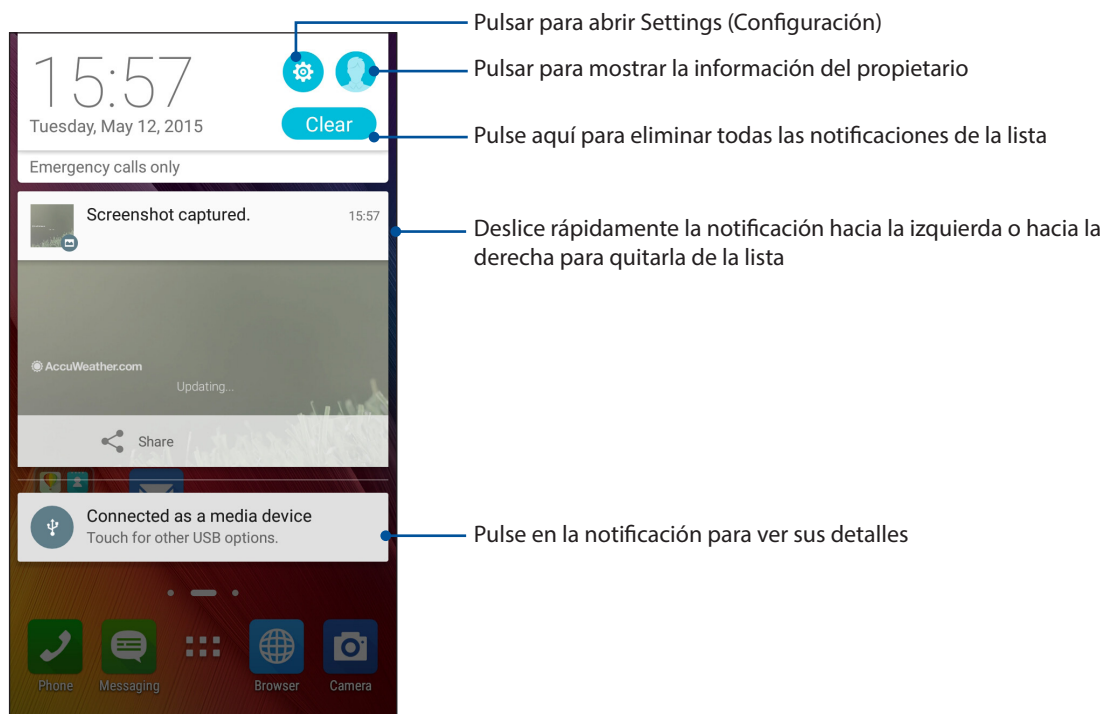 Pulsar para abrir Settings (Configuración)
15:57
Pulsar para mostrar la información del propietario
Tuesday, May 12, 2015
Clear
Pulse aquí para eliminar todas las notificaciones de la lista
Emergency calls only
Screenshot captured.
15:57
Deslice rápidamente la notificación hacia la izquierda o hacia la
derecha para quitarla de la lista
AccuWeather.com
Updating...
Share
Connected as a media device
Touch for other USB options.
Pulse en la notificación para ver sus detalles
Phone
Messaging
Browser
Camera